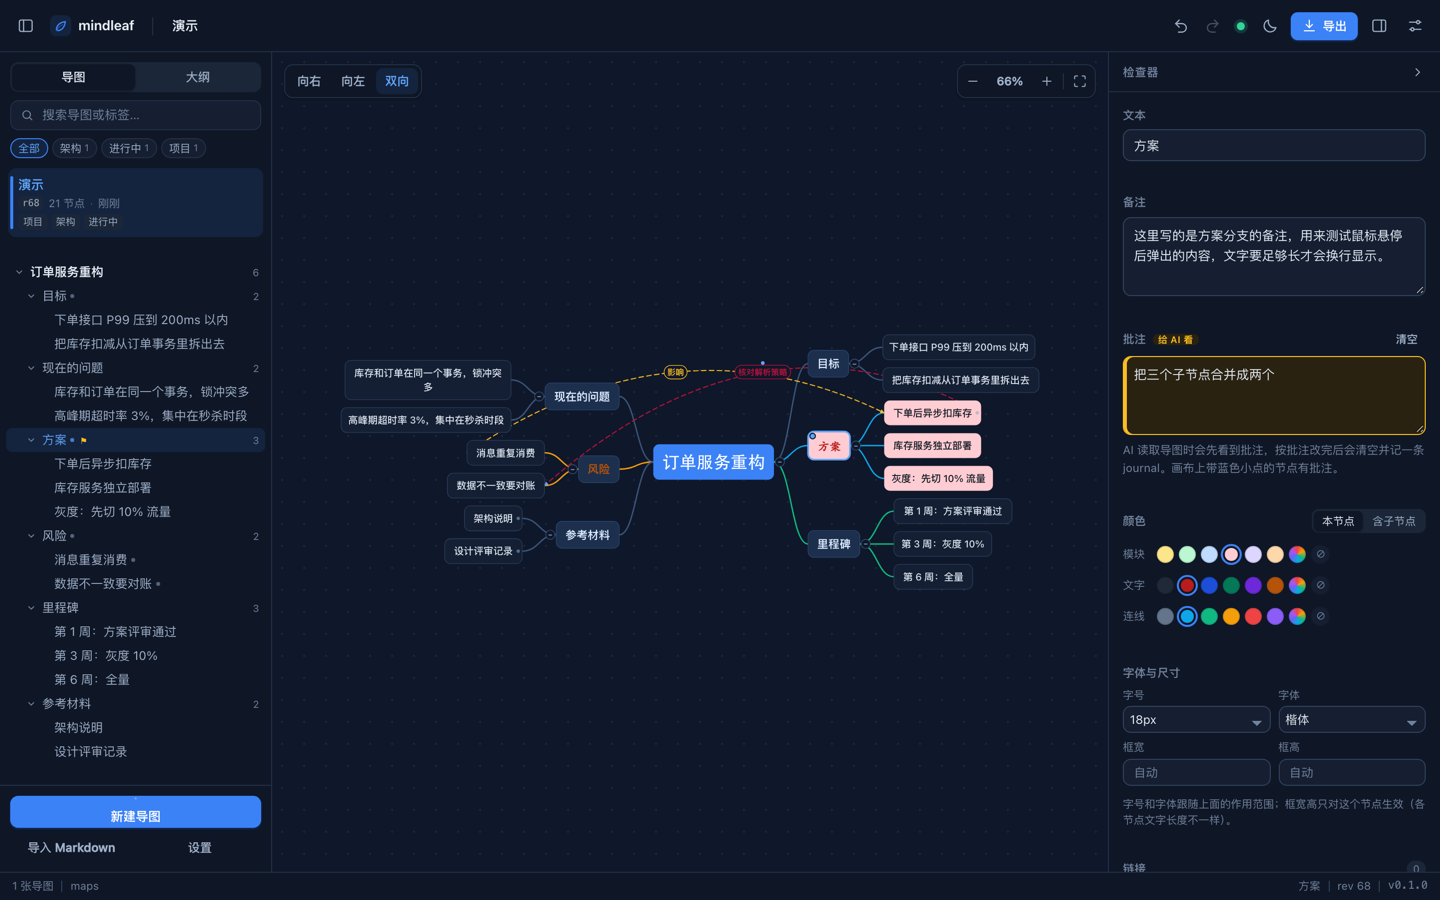 mindleaf
演示
导出
导图
大纲
搜索导图或标签...
全部
架构 1
进行中 1
项目 1
演示
r68 21 节点 · 刚刚
项目 架构 进行中
订单服务重构 6
目标 2
下单接口 P99 压到 200ms 以内
把库存扣减从订单事务里拆出去
现在的问题 2
库存和订单在同一个事务，锁冲突多
高峰期超时率 3%，集中在秒杀时段
方案 3
下单后异步扣库存
库存服务独立部署
灰度：先切 10% 流量
风险 2
消息重复消费
数据不一致要对账
里程碑 3
第 1 周：方案评审通过
第 3 周：灰度 10%
第 6 周：全量
参考材料 2
架构说明
设计评审记录
新建导图
导入 Markdown
设置
1 张导图 | maps
向右
向左
双向
66%
库存和订单在同一个事务，锁冲突
多
高峰期超时率 3%，集中在秒杀时段
现在的问题
消息重复消费
数据不一致要对账
风险
架构说明
设计评审记录
参考材料
影响
核对解析策略
订单服务重构
目标
下单接口 P99 压到 200ms 以内
把库存扣减从订单事务里拆出去
方案
下单后异步扣库存
库存服务独立部署
灰度：先切 10% 流量
里程碑
第 1 周：方案评审通过
第 3 周：灰度 10%
第 6 周：全量
检查器
文本
方案
备注
这里写的是方案分支的备注，用来测试鼠标悬停
后弹出的内容，文字要足够长才会换行显示。
批注 给 AI 看
清空
把三个子节点合并成两个
AI 读取导图时会先看到批注，按批注改完后会清空并记一条
journal。画布上带蓝色小点的节点有批注。
颜色
本节点
含子节点
模块
文字
连线
字体与尺寸
字号
字体
18px
楷体
框宽
框高
自动
自动
字号和字体跟随上面的作用范围；框宽高只对这个节点生效（各
节点文字长度不一样）。
链接 0
方案 | rev 68 | v0.1.0